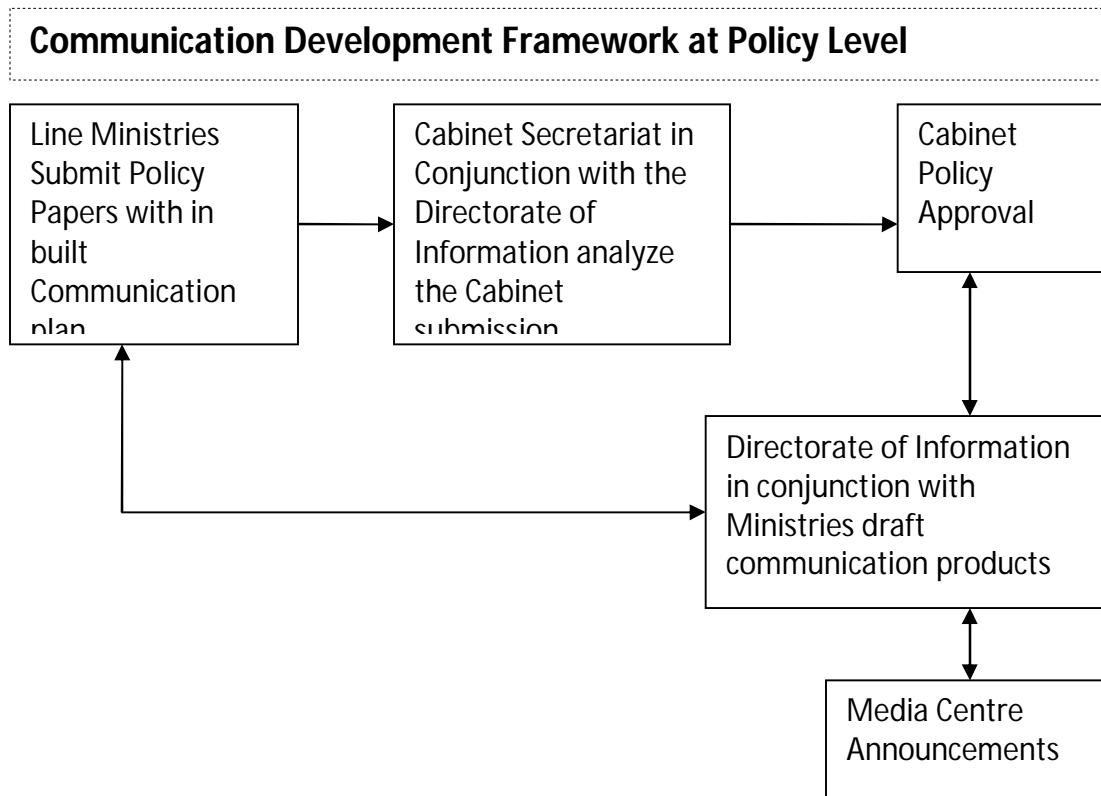 Communication Development Framework at Policy Level
Line Ministries
Submit Policy
Papers with in
built
Communication
plan
Cabinet Secretariat in
Conjunction with the
Directorate of
Information analyze
the Cabinet
submission
Cabinet
Policy
Approval
Directorate of Information
in conjunction with
Ministries draft
communication products
Media Centre
Announcements